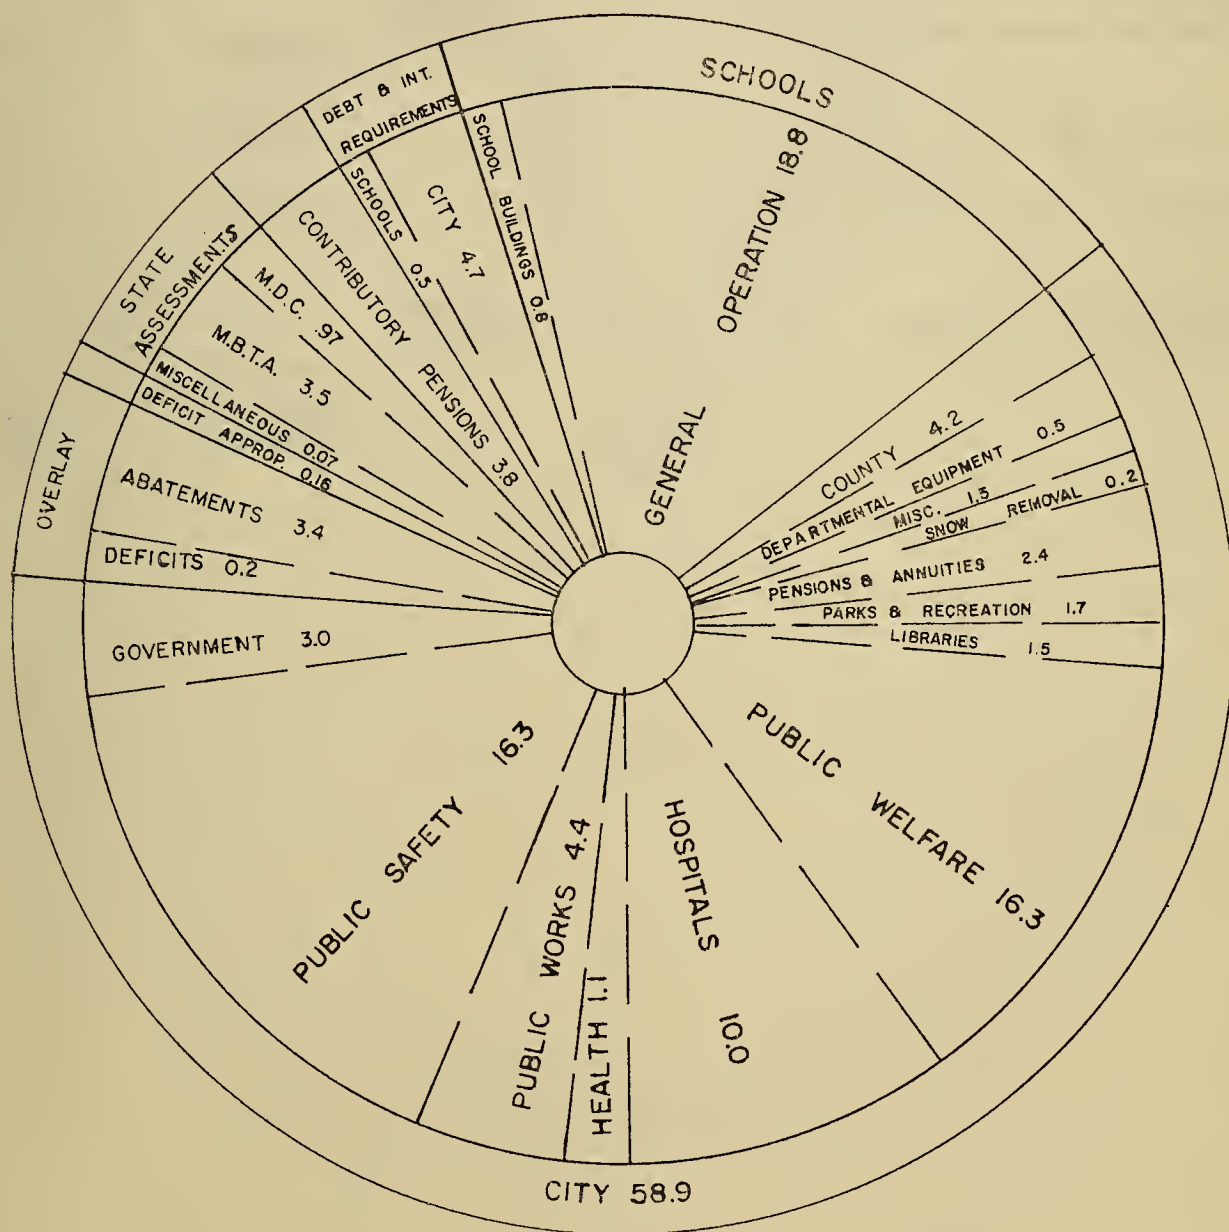 SCHOOLS
GENERAL OPERATION 18.8
COUNTY 4.2
DEPARTMENTAL EQUIPMENT 0.5
MISC. 1.3
SNOW REMOVAL 0.2
PENSIONS & ANNUITIES 2.4
PARKS & RECREATION 1.7
LIBRARIES 1.5
PUBLIC WELFARE 16.3
HOSPITALS 10.0
HEALTH 1.1
PUBLIC WORKS 4.4
PUBLIC SAFETY 16.3
GOVERNMENT 3.0
CITY 58.9
OVERLAY
DEFICITS 0.2
ABATEMENTS 3.4
DEFICIT APPROP. 0.16
STATE
ASSESSMENTS
MISCELLANEOUS 0.07
M.B.T.A. 3.5
M.D.C. .97
CONTRIBUTORY PENSIONS 3.8
DEBT & INT.
REQUIREMENTS
SCHOOLS 0.5
CITY 4.7
SCHOOL BUILDINGS 0.8